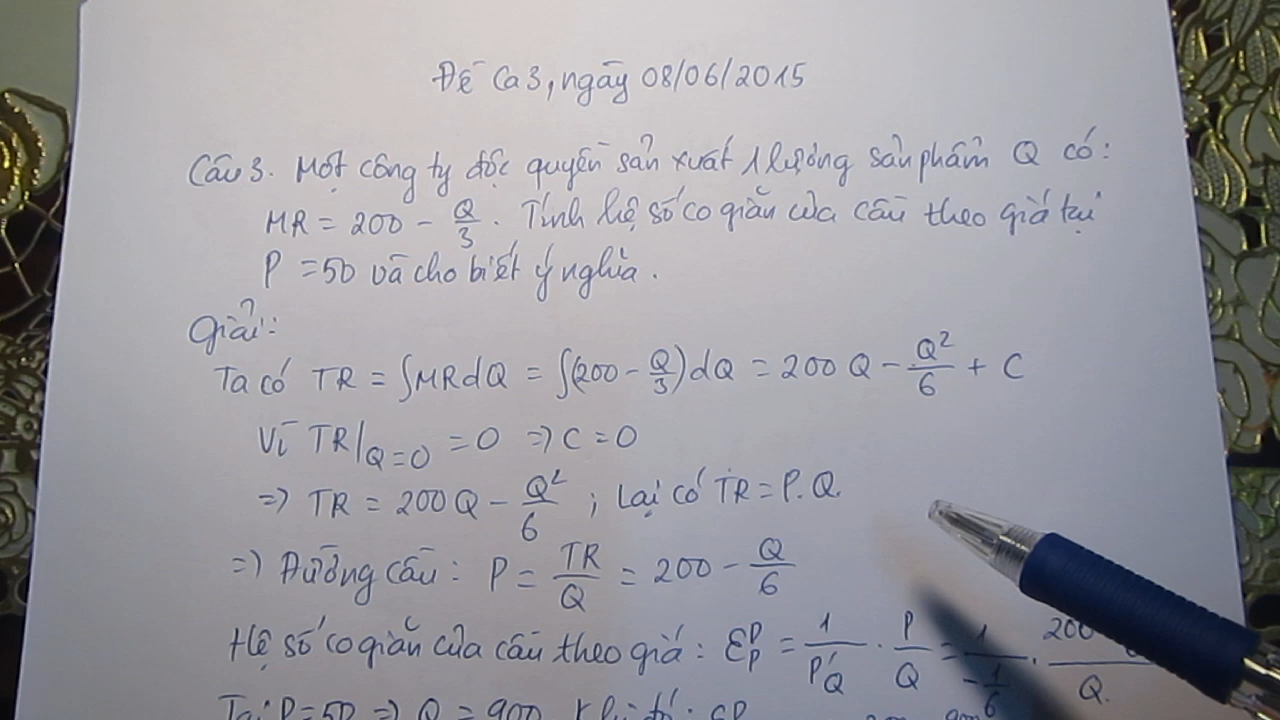 Đề Ca 3, ngày 08/06/2015
Câu 3. Một công ty độc quyền sản xuất 1 lượng sản phẩm Q có:
MR = 200 - Q/3. Tính hệ số co giãn của cầu theo giá tại
P = 50 và cho biết ý nghĩa.
Giải:
Ta có TR = ∫MRdQ = ∫(200 - Q/3)dQ = 200Q - Q²/6 + C
Vì TR|Q=0 = 0 => C = 0
=> TR = 200Q - Q²/6 ; Lại có TR = P.Q.
=> Đường cầu: P = TR/Q = 200 - Q/6
Hệ số co giãn của cầu theo giá: ℰ = 1/P'Q . P/Q = 1/(-1/6) . 200 / Q.
Tại P=50 => Q = 900